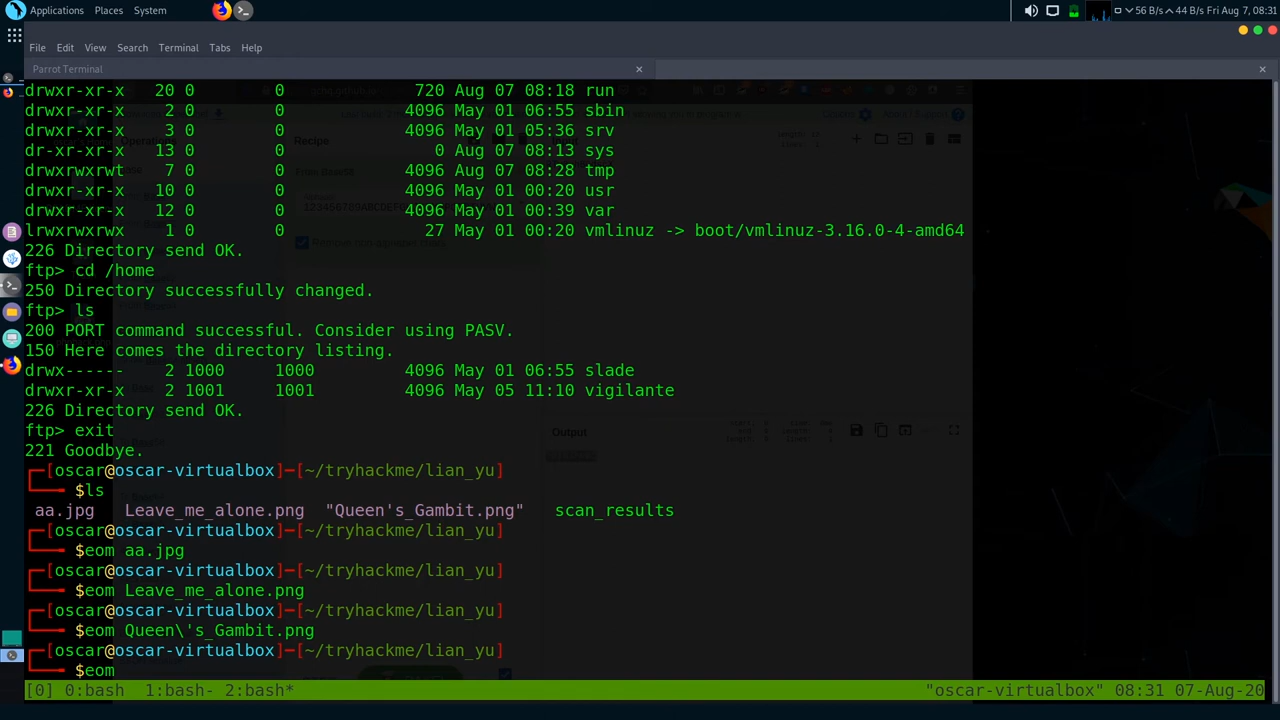 Applications Places System
56 B/s 44 B/s Fri Aug 7, 08:31
File Edit View Search Terminal Tabs Help
Parrot Terminal
drwxr-xr-x 20 0 0 720 Aug 07 08:18 run
drwxr-xr-x 2 0 0 4096 May 01 06:55 sbin
drwxr-xr-x 3 0 0 4096 May 01 05:36 srv
dr-xr-xr-x 13 0 0 0 Aug 07 08:13 sys
drwxrwxrwt 7 0 0 4096 Aug 07 08:28 tmp
drwxr-xr-x 10 0 0 4096 May 01 00:20 usr
drwxr-xr-x 12 0 0 4096 May 01 00:39 var
lrwxrwxrwx 1 0 0 27 May 01 00:20 vmlinuz -> boot/vmlinuz-3.16.0-4-amd64
226 Directory send OK.
ftp> cd /home
250 Directory successfully changed.
ftp> ls
200 PORT command successful. Consider using PASV.
150 Here comes the directory listing.
drwx------ 2 1000 1000 4096 May 01 06:55 slade
drwxr-xr-x 2 1001 1001 4096 May 05 11:10 vigilante
226 Directory send OK.
ftp> exit
221 Goodbye.
[oscar@oscar-virtualbox]-[~/tryhackme/lian_yu]
$ls
aa.jpg Leave_me_alone.png "Queen's_Gambit.png" scan_results
[oscar@oscar-virtualbox]-[~/tryhackme/lian_yu]
$eom aa.jpg
[oscar@oscar-virtualbox]-[~/tryhackme/lian_yu]
$eom Leave_me_alone.png
[oscar@oscar-virtualbox]-[~/tryhackme/lian_yu]
$eom Queen\'s_Gambit.png
[oscar@oscar-virtualbox]-[~/tryhackme/lian_yu]
$eom
[0] 0:bash 1:bash- 2:bash* "oscar-virtualbox" 08:31 07-Aug-20
Recipe
Output